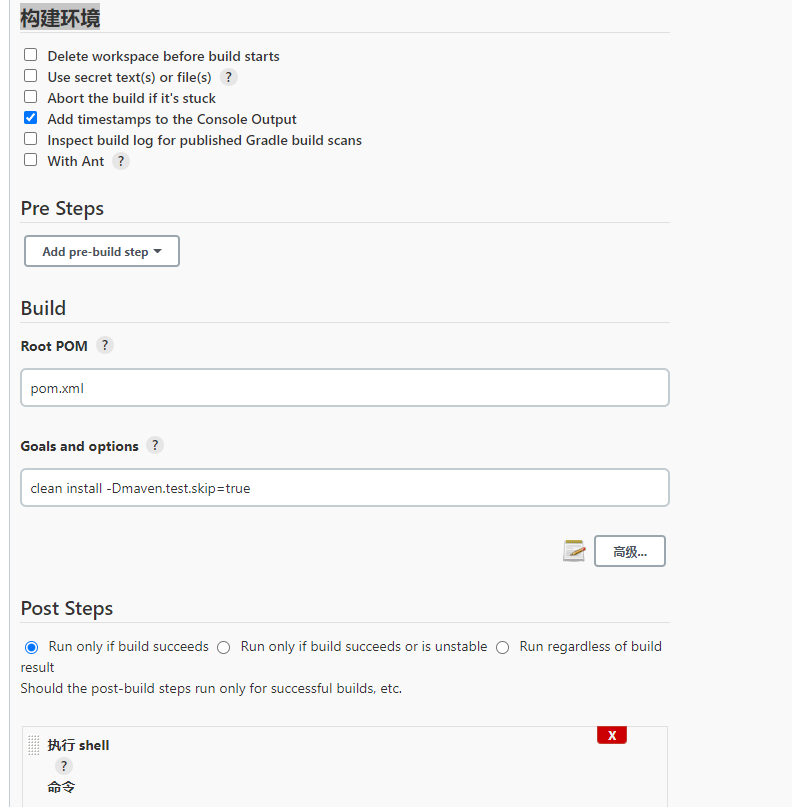 构建环境
Delete workspace before build starts
Use secret text(s) or file(s) ?
Abort the build if it's stuck
Add timestamps to the Console Output
Inspect build log for published Gradle build scans
With Ant ?
Pre Steps
Add pre-build step
Build
Root POM ?
pom.xml
Goals and options ?
clean install -Dmaven.test.skip=true
高级...
Post Steps
Run only if build succeeds Run only if build succeeds or is unstable Run regardless of build
result
Should the post-build steps run only for successful builds, etc.
执行 shell X
?
命令